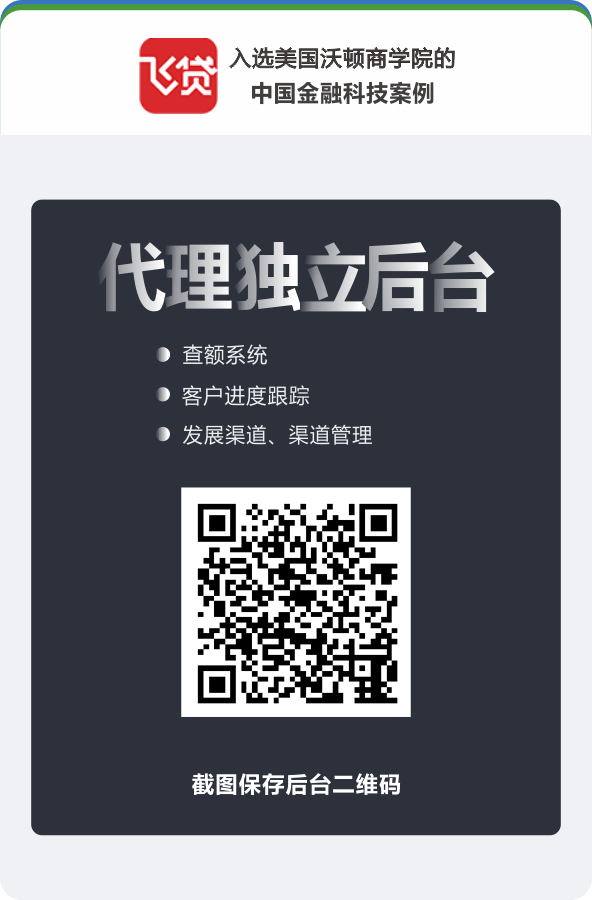 飞贷
入选美国沃顿商学院的
中国金融科技案例
代理独立后台
查额系统
客户进度跟踪
发展渠道、渠道管理
截图保存后台二维码